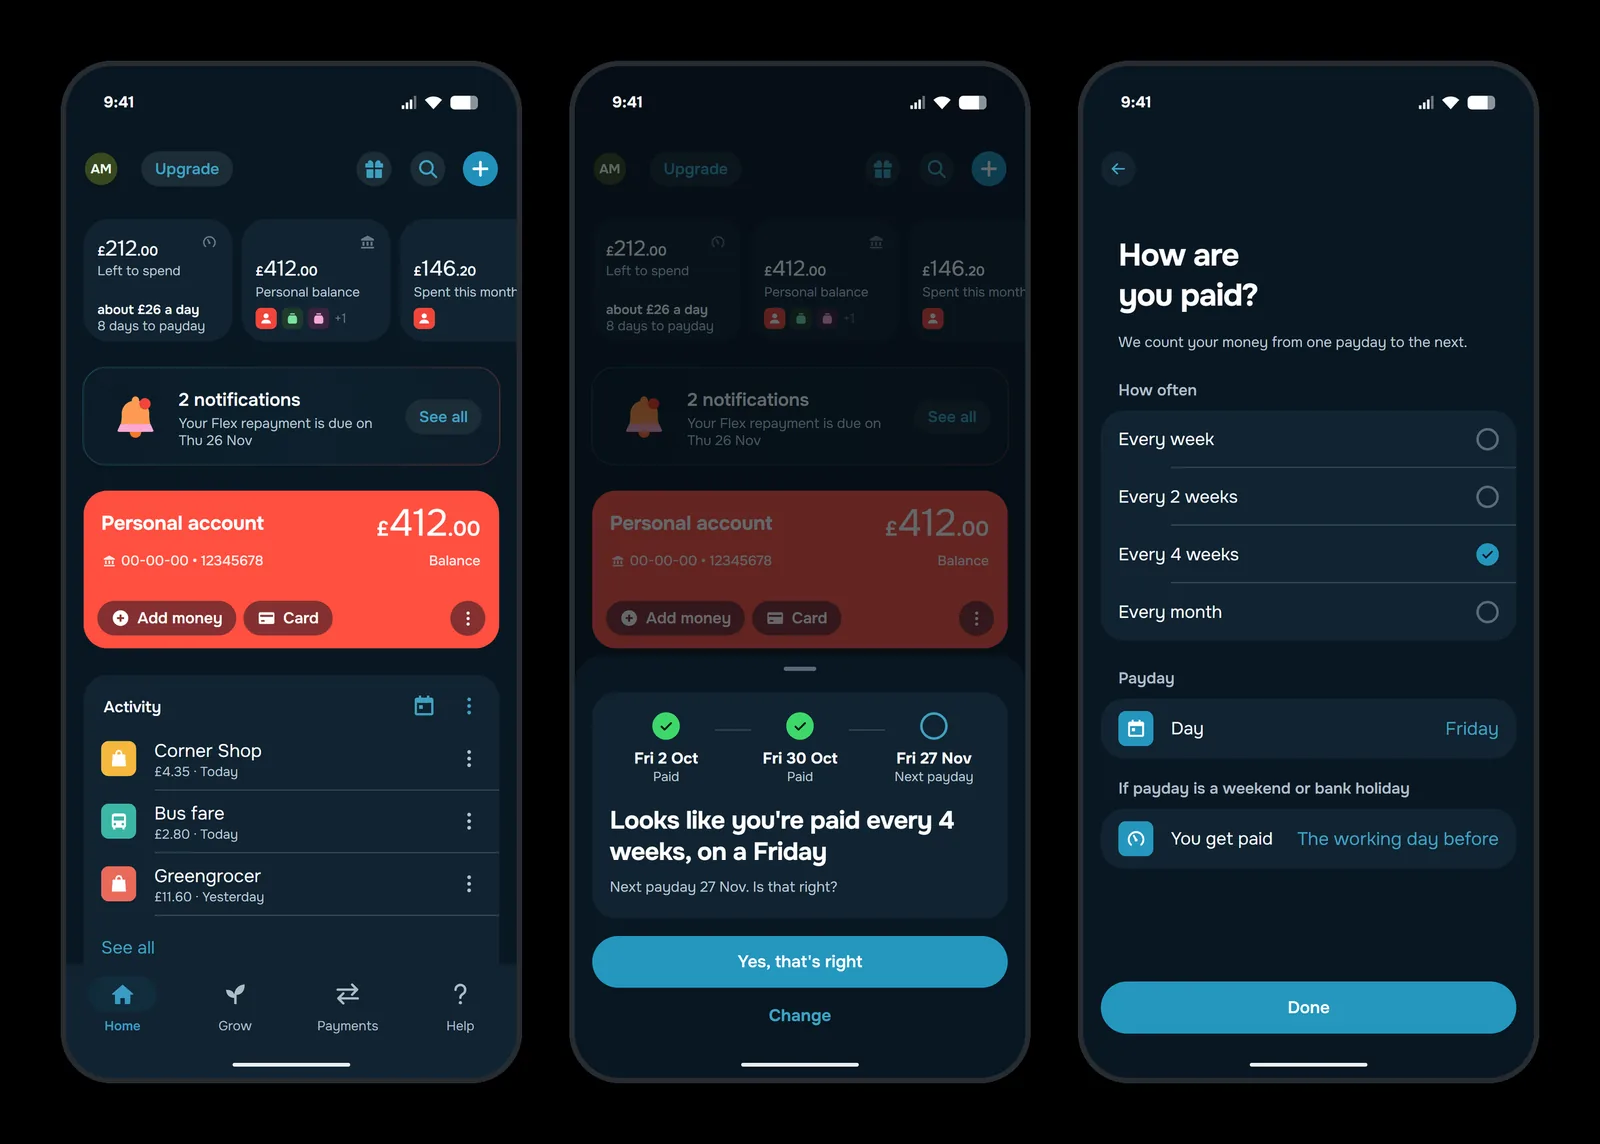 9:41
AM
Upgrade
£212.00
Left to spend
about £26 a day
8 days to payday
£412.00
Personal balance
+1
£146.20
Spent this month
2 notifications
Your Flex repayment is due on
Thu 26 Nov
See all
Personal account
£412.00
00-00-00 • 12345678
Balance
Add money
Card
Activity
Corner Shop
£4.35 · Today
Bus fare
£2.80 · Today
Greengrocer
£11.60 · Yesterday
See all
Home
Grow
Payments
Help
9:41
AM
Upgrade
£212.00
Left to spend
about £26 a day
8 days to payday
£412.00
Personal balance
+1
£146.20
Spent this month
2 notifications
Your Flex repayment is due on
Thu 26 Nov
See all
Personal account
£412.00
00-00-00 • 12345678
Balance
Add money
Card
Fri 2 Oct
Paid
Fri 30 Oct
Paid
Fri 27 Nov
Next payday
Looks like you're paid every 4
weeks, on a Friday
Next payday 27 Nov. Is that right?
Yes, that's right
Change
9:41
How are
you paid?
We count your money from one payday to the next.
How often
Every week
Every 2 weeks
Every 4 weeks
Every month
Payday
Day
Friday
If payday is a weekend or bank holiday
You get paid
The working day before
Done